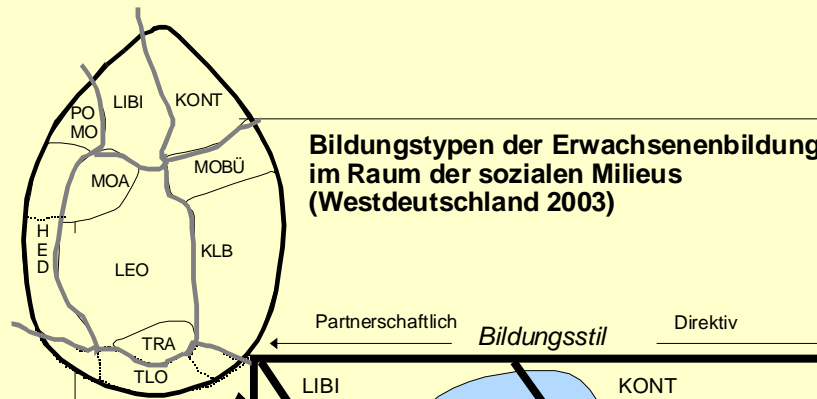 LIBI
KONT
PO
MO
MOA
MOBÜ
H
E
D
LEO
KLB
TRA
TLO
Bildungstypen der Erwachsenenbildung
im Raum der sozialen Milieus
(Westdeutschland 2003)
Partnerschaftlich Bildungsstil Direktiv
LIBI KONT